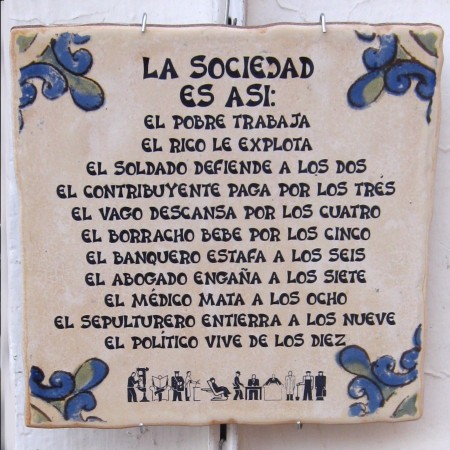 LA SOCIEDAD
ES ASI:
EL POBRE TRABAJA
EL RICO LE EXPLOTA
EL SOLDADO DEFIENDE A LOS DOS
EL CONTRIBUYENTE PAGA POR LOS TRES
EL VAGO DESCANSA POR LOS CUATRO
EL BORRACHO BEBE POR LOS CINCO
EL BANQUERO ESTAFA A LOS SEIS
EL ABOGADO ENGAÑA A LOS SIETE
EL MÉDICO MATA A LOS OCHO
EL SEPULTURERO ENTIERRA A LOS NUEVE
EL POLÍTICO VIVE DE LOS DIEZ